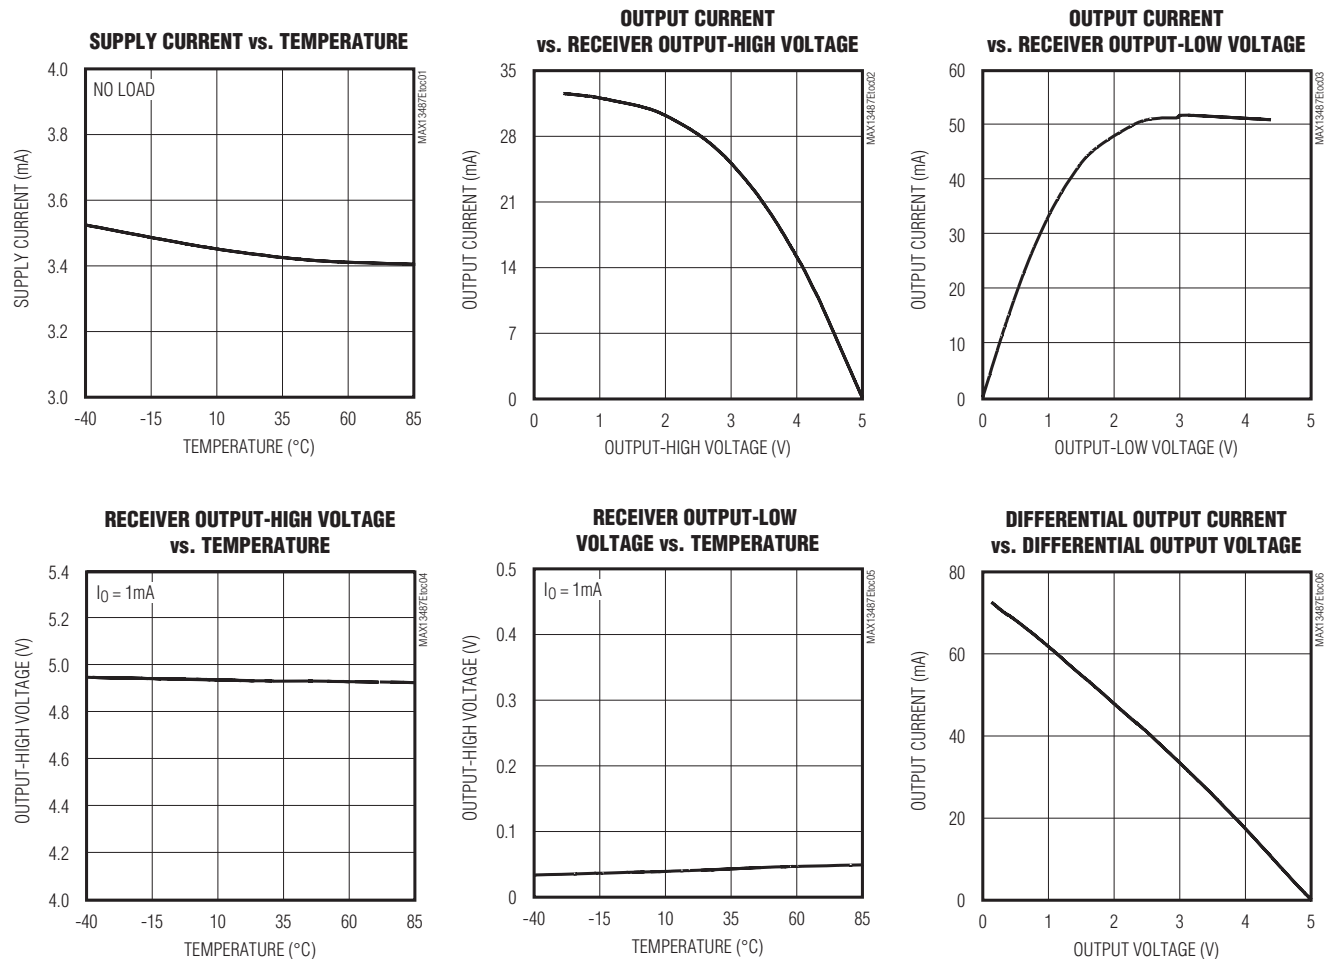 SUPPLY CURRENT vs. TEMPERATURE
4.0
3.8
3.6
3.4
3.2
3.0
SUPPLY CURRENT (mA)
NO LOAD
MAX13487Etoc01
-40 -15 10 35 60 85
TEMPERATURE (°C)
OUTPUT CURRENT
vs. RECEIVER OUTPUT-HIGH VOLTAGE
35
28
21
14
7
0
OUTPUT CURRENT (mA)
MAX13487Etoc02
0 1 2 3 4 5
OUTPUT-HIGH VOLTAGE (V)
OUTPUT CURRENT
vs. RECEIVER OUTPUT-LOW VOLTAGE
60
50
40
30
20
10
0
OUTPUT CURRENT (mA)
MAX13487Etoc03
0 1 2 3 4 5
OUTPUT-LOW VOLTAGE (V)
RECEIVER OUTPUT-HIGH VOLTAGE
vs. TEMPERATURE
5.4
5.2
5.0
4.8
4.6
4.4
4.2
4.0
OUTPUT-HIGH VOLTAGE (V)
IO = 1mA
MAX13487Etoc04
-40 -15 10 35 60 85
TEMPERATURE (°C)
RECEIVER OUTPUT-LOW
VOLTAGE vs. TEMPERATURE
0.5
0.4
0.3
0.2
0.1
0
OUTPUT-HIGH VOLTAGE (V)
IO = 1mA
MAX13487Etoc05
-40 -15 10 35 60 85
TEMPERATURE (°C)
DIFFERENTIAL OUTPUT CURRENT
vs. DIFFERENTIAL OUTPUT VOLTAGE
80
60
40
20
0
OUTPUT CURRENT (mA)
MAX13487Etoc06
0 1 2 3 4 5
OUTPUT VOLTAGE (V)